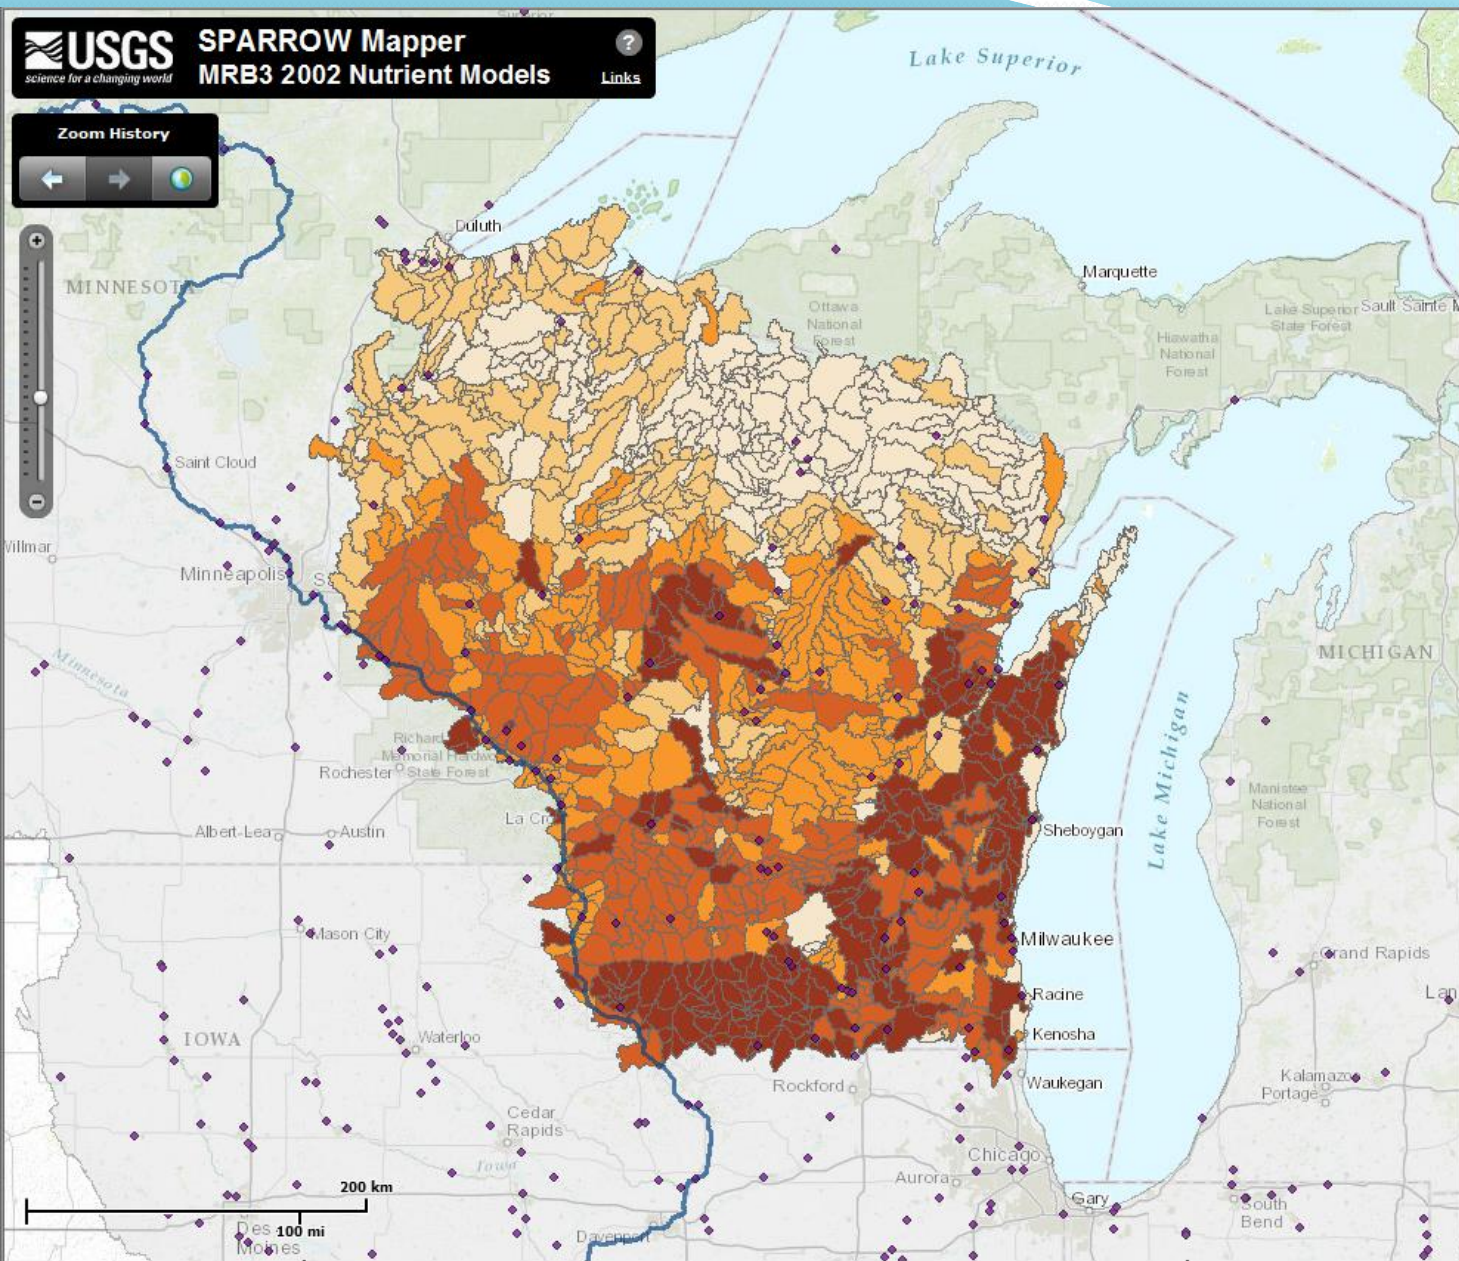 Superior
USGS
science for a changing world
SPARROW Mapper
MRB3 2002 Nutrient Models
?
Links
Zoom History
Lake Superior
Duluth
MINNESOTA
Marquette
Ottawa
National
Forest
Lake Superior
State Forest
Sault Sainte M
Hiawatha
National
Forest
Saint Cloud
Willmar
Minneapolis
S
Minnesota
MICHIGAN
Richard
Memorial Hardwo
State Forest
Rochester
Lake Michigan
Manistee
National
Forest
La Cro
Albert Lea
Austin
Sheboygan
Mason City
Milwaukee
Grand Rapids
Racine
Lan
IOWA
Waterloo
Kenosha
Waukegan
Rockford
Kalamazoo
Portage
Cedar
Rapids
Iowa
Chicago
Aurora
200 km
100 mi
Gary
South
Bend
Des
Moines
Davenport